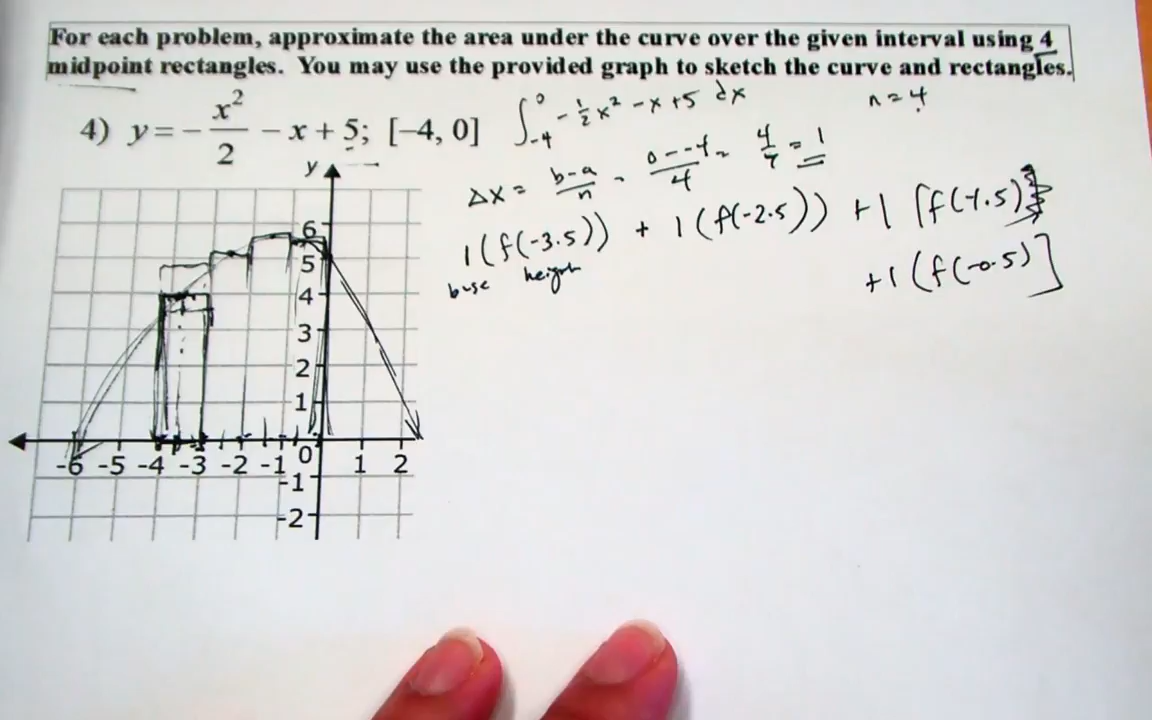 For each problem, approximate the area under the curve over the given interval using 4
midpoint rectangles. You may use the provided graph to sketch the curve and rectangles.
4) y = -x²/2 - x + 5; [-4, 0] ∫₋₄⁰ -½x² - x + 5 dx n = 4
Δx = b-a/n = 0--4/4 = 4/4 = 1
1(f(-3.5)) + 1(f(-2.5)) + 1[f(-1.5)]
base height + 1(f(-0.5)]
y
6
5
4
3
2
1
0
-6 -5 -4 -3 -2 -1 1 2
-1
-2